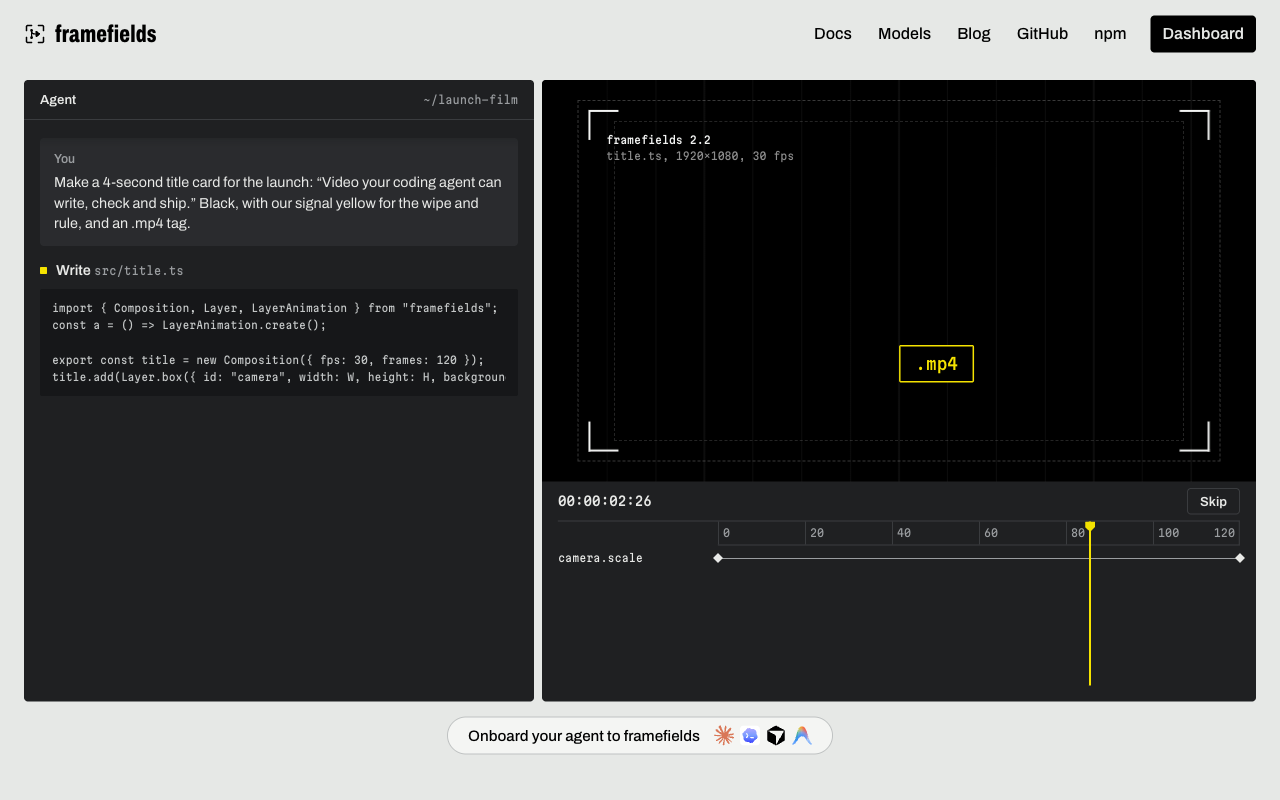 framefields
Docs Models Blog GitHub npm Dashboard
Agent ~/launch-film
You
Make a 4-second title card for the launch: “Video your coding agent can
write, check and ship.” Black, with our signal yellow for the wipe and
rule, and an .mp4 tag.
Write src/title.ts
import { Composition, Layer, LayerAnimation } from "framefields";
const a = () => LayerAnimation.create();
export const title = new Composition({ fps: 30, frames: 120 });
title.add(Layer.box({ id: "camera", width: W, height: H, backgroun
framefields 2.2
title.ts, 1920×1080, 30 fps
.mp4
00:00:02:26 Skip
0 20 40 60 80 100 120
camera.scale
Onboard your agent to framefields